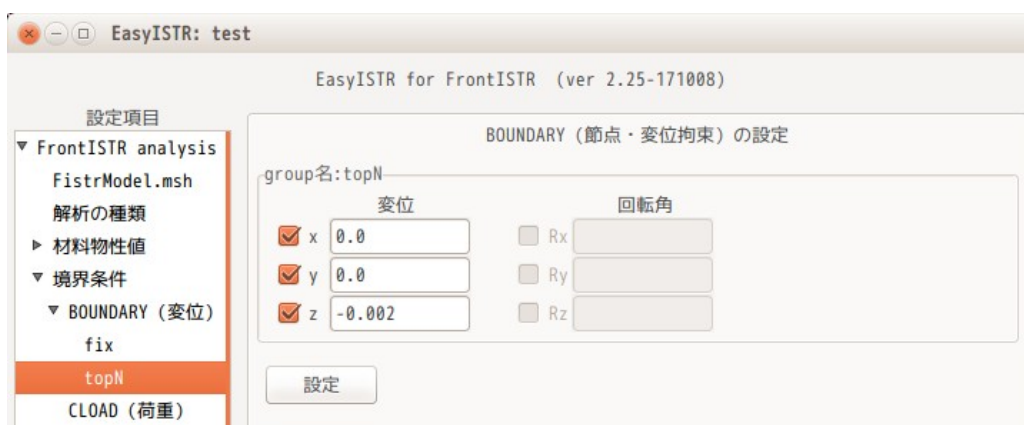 EasyISTR: test
EasyISTR for FrontISTR (ver 2.25-171008)
設定項目
FrontISTR analysis
FistrModel.msh
解析の種類
材料物性値
境界条件
BOUNDARY (変位)
fix
topN
CLOAD (荷重)
BOUNDARY (節点・変位拘束) の設定
group名:topN
変位 回転角
x 0.0 Rx
y 0.0 Ry
z -0.002 Rz
設定